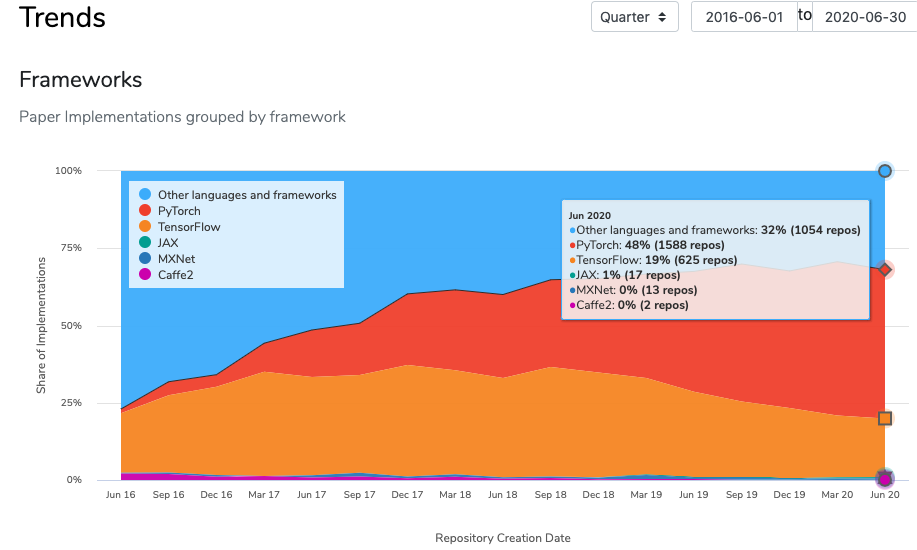 Trends
Quarter
2016-06-01
to
2020-06-30
Frameworks
Paper Implementations grouped by framework
100%
75%
50%
25%
0%
Share of Implementations
Other languages and frameworks
PyTorch
TensorFlow
JAX
MXNet
Caffe2
Jun 2020
Other languages and frameworks: 32% (1054 repos)
PyTorch: 48% (1588 repos)
TensorFlow: 19% (625 repos)
JAX: 1% (17 repos)
MXNet: 0% (13 repos)
Caffe2: 0% (2 repos)
Jun 16 Sep 16 Dec 16 Mar 17 Jun 17 Sep 17 Dec 17 Mar 18 Jun 18 Sep 18 Dec 18 Mar 19 Jun 19 Sep 19 Dec 19 Mar 20 Jun 20
Repository Creation Date